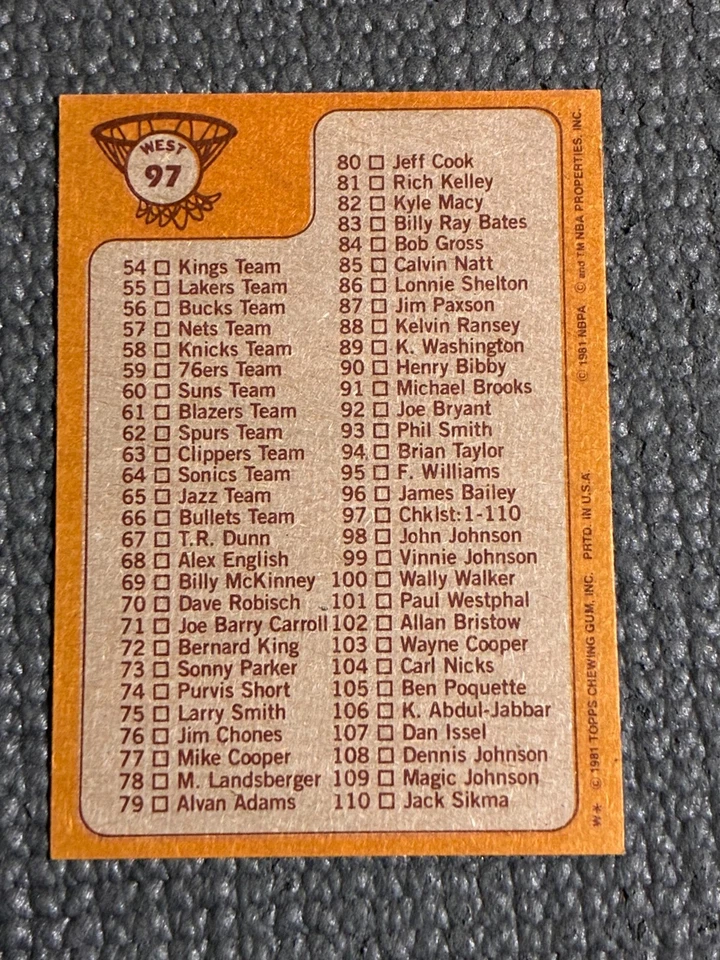 WEST
97
54 □ Kings Team
55 □ Lakers Team
56 □ Bucks Team
57 □ Nets Team
58 □ Knicks Team
59 □ 76ers Team
60 □ Suns Team
61 □ Blazers Team
62 □ Spurs Team
63 □ Clippers Team
64 □ Sonics Team
65 □ Jazz Team
66 □ Bullets Team
67 □ T.R. Dunn
68 □ Alex English
69 □ Billy McKinney
70 □ Dave Robisch
71 □ Joe Barry Carroll
72 □ Bernard King
73 □ Sonny Parker
74 □ Purvis Short
75 □ Larry Smith
76 □ Jim Chones
77 □ Mike Cooper
78 □ M. Landsberger
79 □ Alvan Adams
80 □ Jeff Cook
81 □ Rich Kelley
82 □ Kyle Macy
83 □ Billy Ray Bates
84 □ Bob Gross
85 □ Calvin Natt
86 □ Lonnie Shelton
87 □ Jim Paxson
88 □ Kelvin Ransey
89 □ K. Washington
90 □ Henry Bibby
91 □ Michael Brooks
92 □ Joe Bryant
93 □ Phil Smith
94 □ Brian Taylor
95 □ F. Williams
96 □ James Bailey
97 □ Chklst: 1-110
98 □ John Johnson
99 □ Vinnie Johnson
100 □ Wally Walker
101 □ Paul Westphal
102 □ Allan Bristow
103 □ Wayne Cooper
104 □ Carl Nicks
105 □ Ben Poquette
106 □ K. Abdul-Jabbar
107 □ Dan Issel
108 □ Dennis Johnson
109 □ Magic Johnson
110 □ Jack Sikma
W* © 1981 TOPPS CHEWING GUM, INC. PRTD. IN U.S.A. © 1981 NBPA © and TM NBA PROPERTIES, INC.